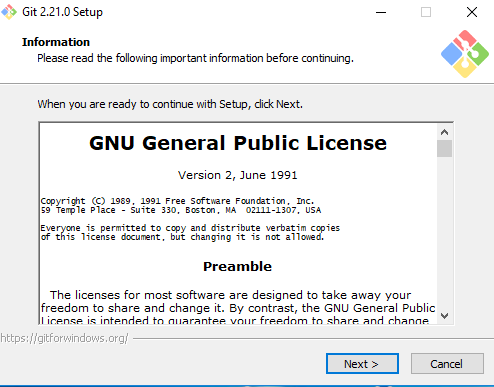 Git 2.21.0 Setup
Information
Please read the following important information before continuing.
When you are ready to continue with Setup, click Next.
GNU General Public License
Version 2, June 1991
Copyright (C) 1989, 1991 Free Software Foundation, Inc.
59 Temple Place - Suite 330, Boston, MA  02111-1307, USA
Everyone is permitted to copy and distribute verbatim copies
of this license document, but changing it is not allowed.
Preamble
The licenses for most software are designed to take away your
freedom to share and change it. By contrast, the GNU General Public
License is intended to guarantee your freedom to share and change
https://gitforwindows.org/
Next >
Cancel